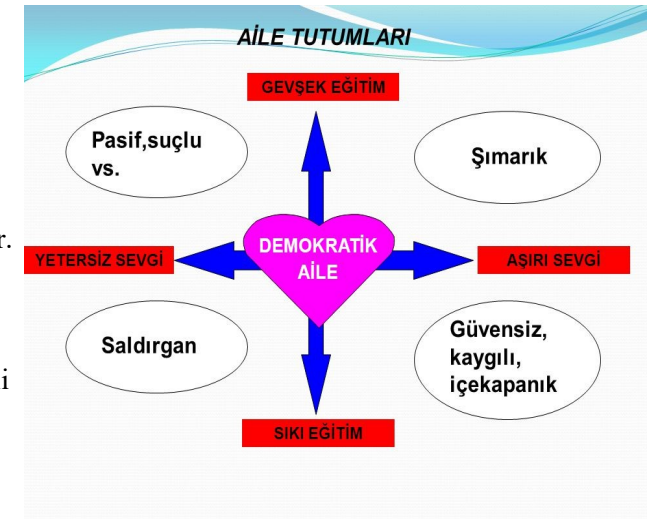 AİLE TUTUMLARI
GEVŞEK EĞİTİM
Pasif,suçlu
vs.
Şımarık
r.
YETERSİZ SEVGİ
DEMOKRATİK
AİLE
AŞIRI SEVGİ
Saldırgan
Güvensiz,
kaygılı,
içekapanık
i
SIKI EĞİTİM